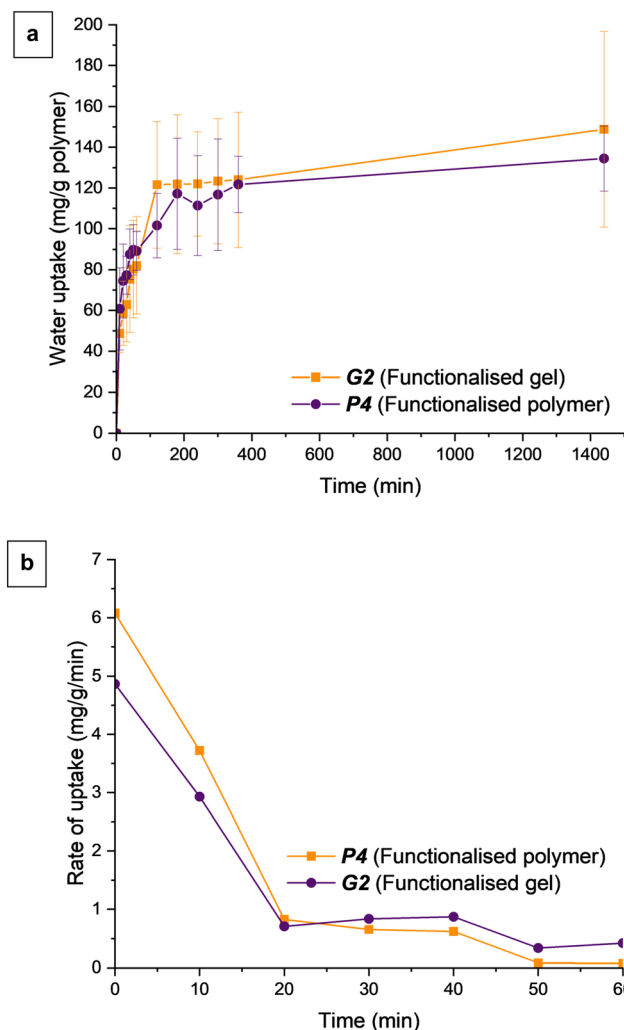 a
200
180
160
140
120
100
80
60
40
20
0
Water uptake (mg/g polymer)
G2 (Functionalised gel)
P4 (Functionalised polymer)
0 200 400 600 800 1000 1200 1400
Time (min)
b
7
6
5
4
3
2
1
0
Rate of uptake (mg/g/min)
P4 (Functionalised polymer)
G2 (Functionalised gel)
0 10 20 30 40 50 60
Time (min)